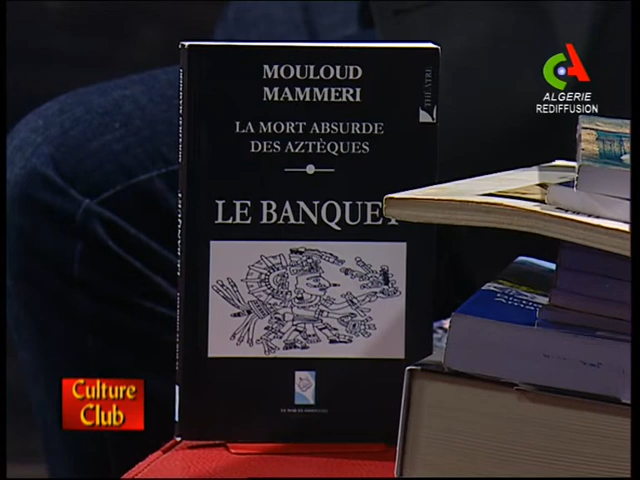 MOULOUD
MAMMERI
THÉÂTRE
LA MORT ABSURDE
DES AZTÈQUES
LE BANQUET
ALGERIE
REDIFFUSION
Culture
Club